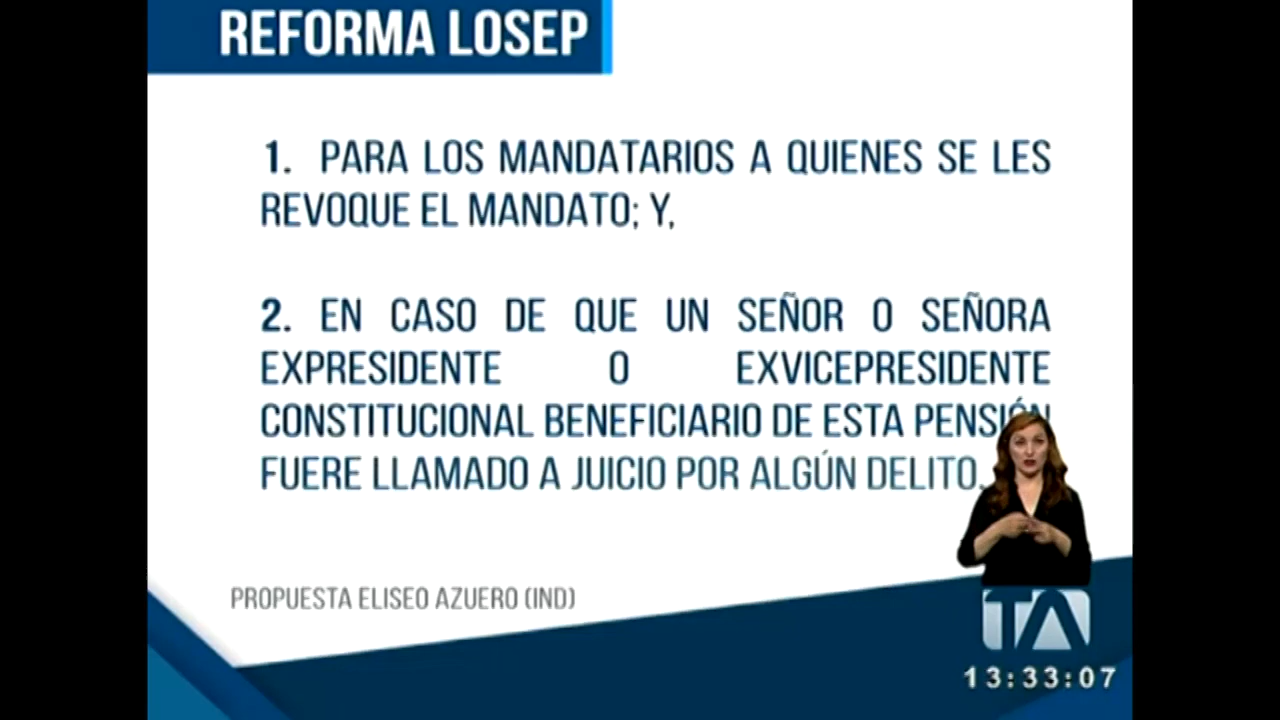 REFORMA LOSEP
1. PARA LOS MANDATARIOS A QUIENES SE LES
REVOQUE EL MANDATO; Y,
2. EN CASO DE QUE UN SEÑOR O SEÑORA
EXPRESIDENTE O EXVICEPRESIDENTE
CONSTITUCIONAL BENEFICIARIO DE ESTA PENSIÓN
FUERE LLAMADO A JUICIO POR ALGÚN DELITO.
PROPUESTA ELISEO AZUERO (IND)
TA
13:33:07